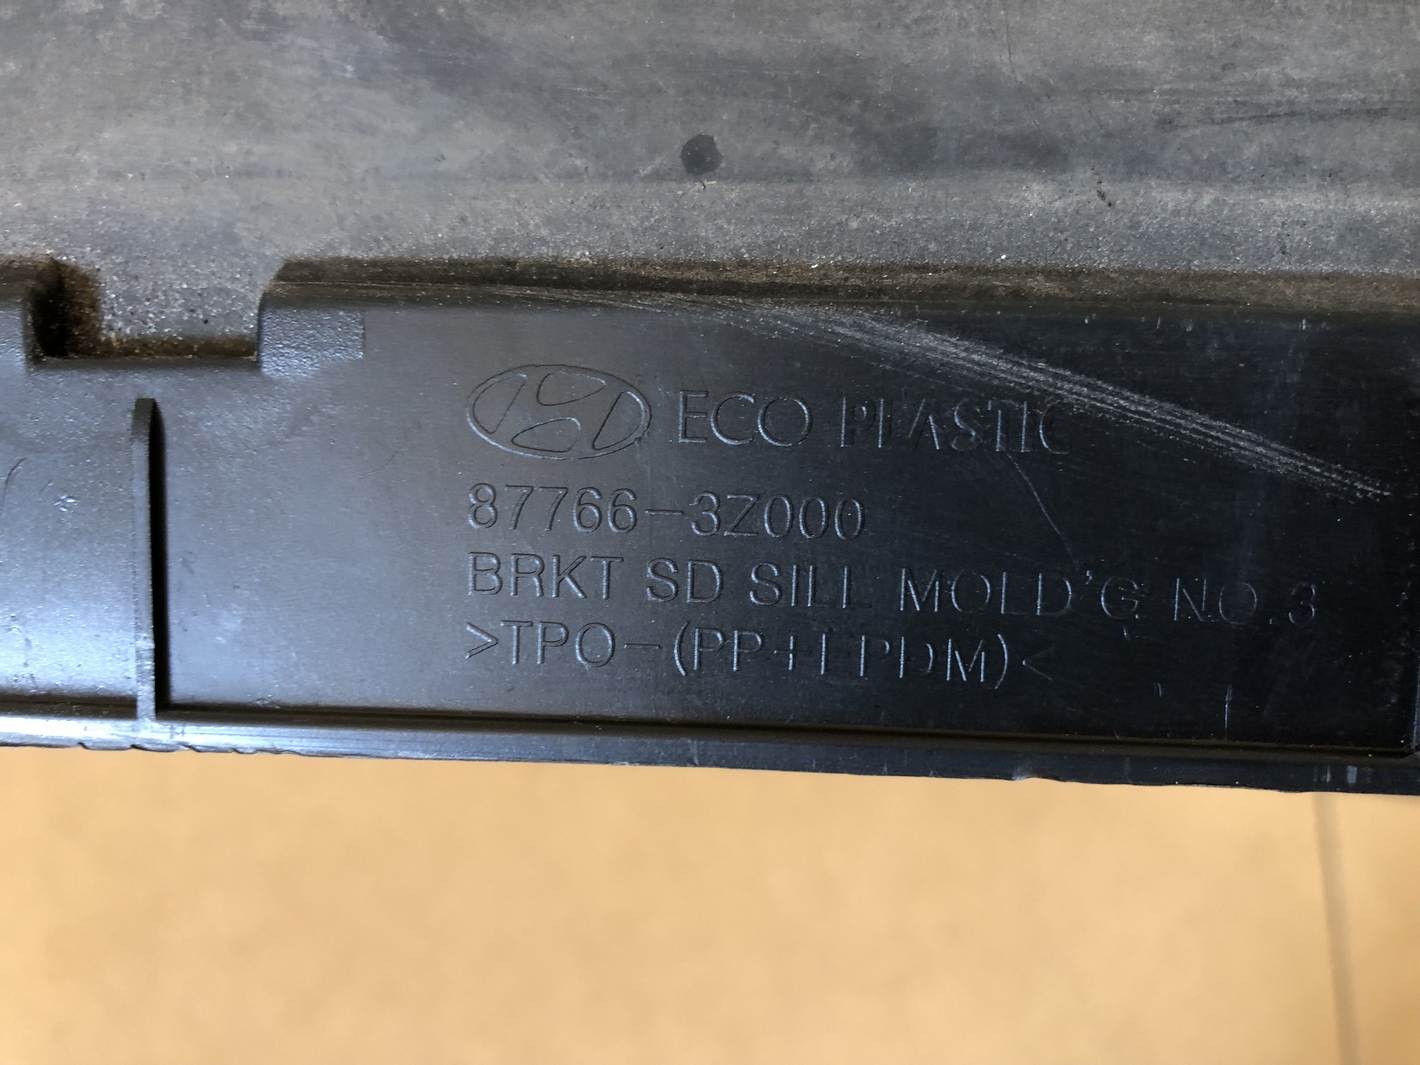 ECO PLASTIC
87766-3Z000
BRKT SD SILL MOLD'G NO.3
>TPO-(PP+EPDM)<